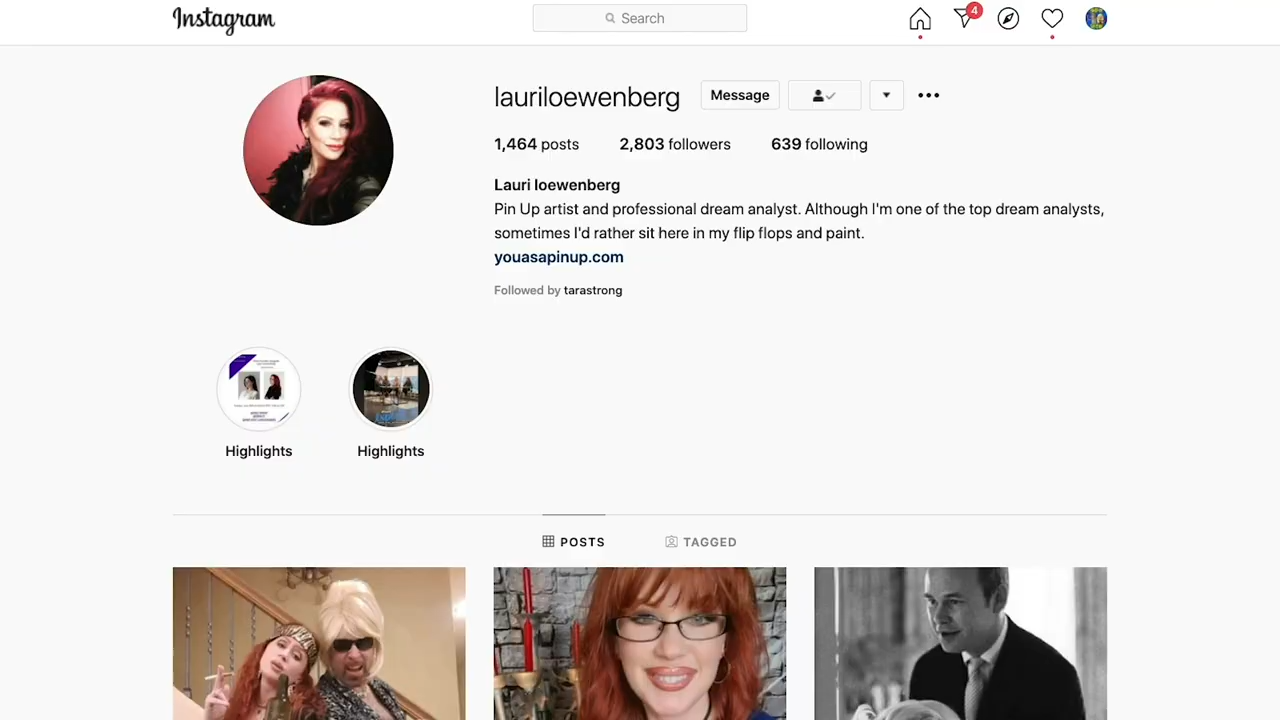 Instagram
Search
4
lauriloewenberg
Message
1,464 posts
2,803 followers
639 following
Lauri loewenberg
Pin Up artist and professional dream analyst. Although I'm one of the top dream analysts,
sometimes I'd rather sit here in my flip flops and paint.
youasapinup.com
Followed by tarastrong
Highlights
Highlights
POSTS
TAGGED